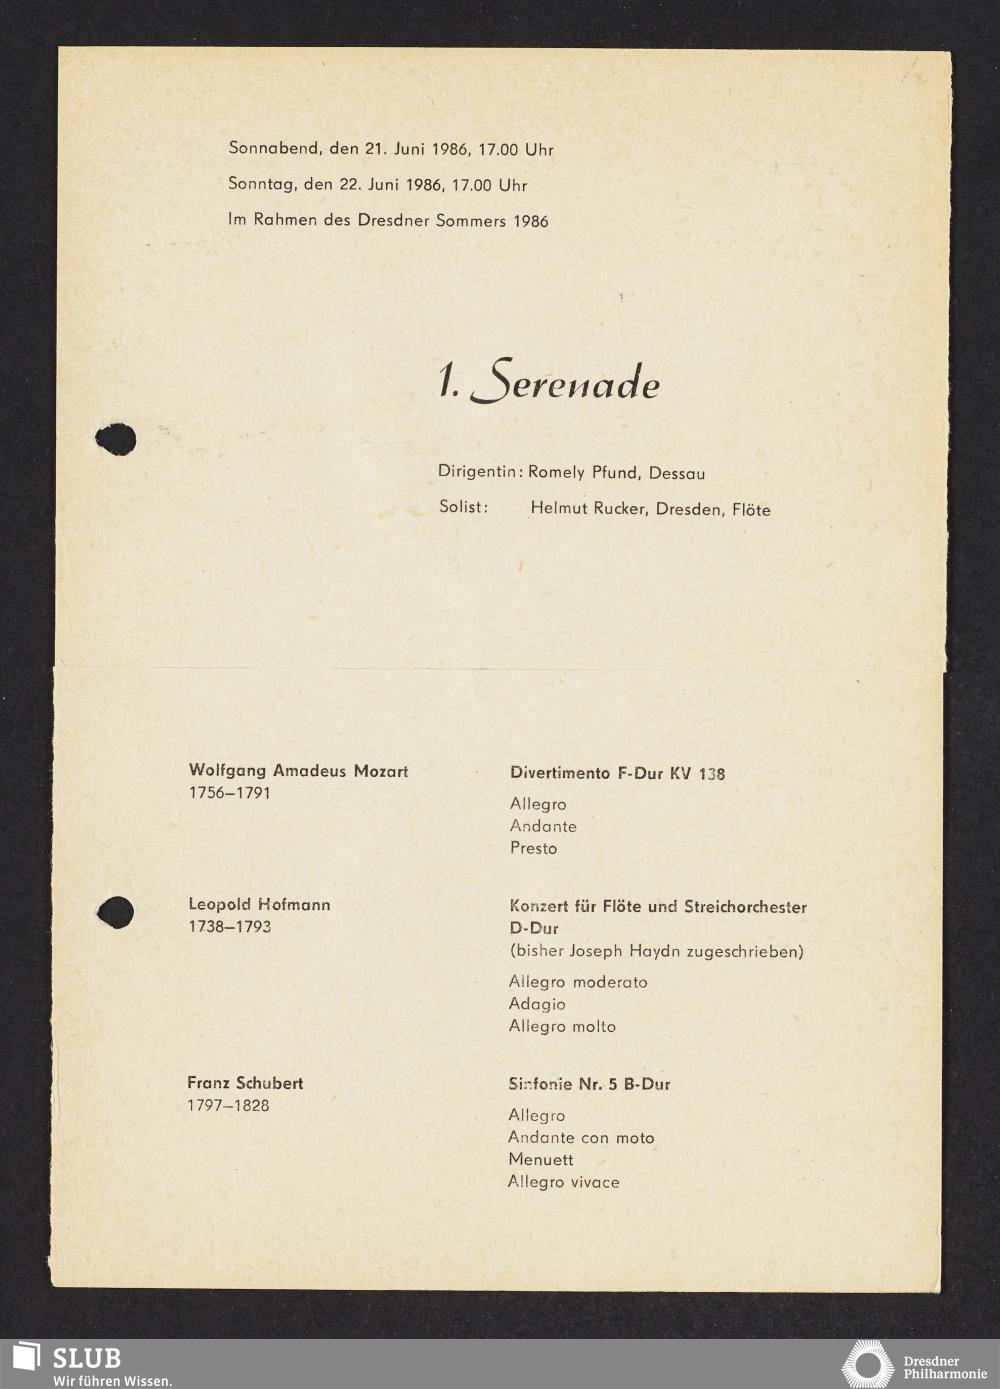 Sonnabend, den 21. Juni 1986, 17.00 Uhr
Sonntag, den 22. Juni 1986, 17.00 Uhr
Im Rahmen des Dresdner Sommers 1986
1. Serenade
Dirigentin: Romely Pfund, Dessau
Solist: Helmut Rucker, Dresden, Flöte
Wolfgang Amadeus Mozart
1756–1791
Divertimento F-Dur KV 138
Allegro
Andante
Presto
Leopold Hofmann
1738–1793
Konzert für Flöte und Streichorchester
D-Dur
(bisher Joseph Haydn zugeschrieben)
Allegro moderato
Adagio
Allegro molto
Franz Schubert
1797–1828
Sinfonie Nr. 5 B-Dur
Allegro
Andante con moto
Menuett
Allegro vivace
SLUB
Wir führen Wissen.
Dresdner
Philharmonie